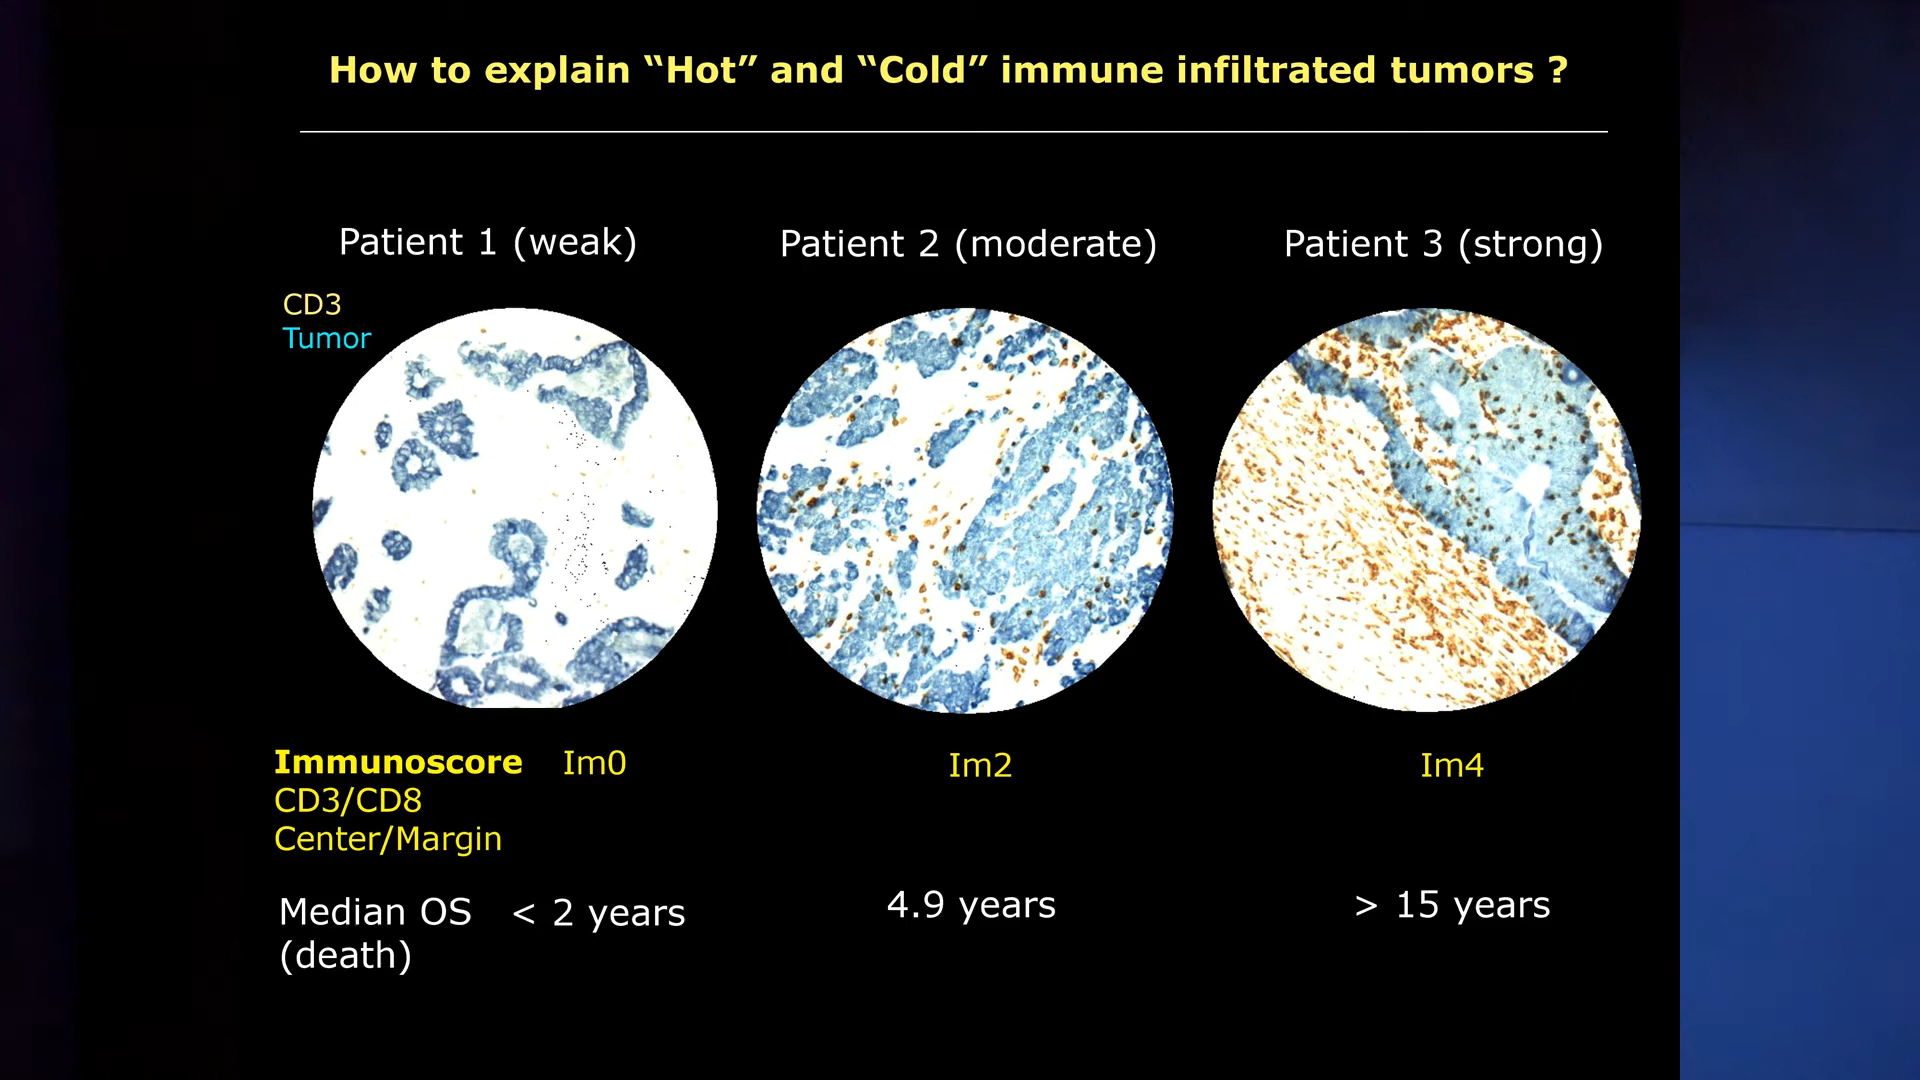 How to explain “Hot” and “Cold” immune infiltrated tumors ?
Patient 1 (weak)
Patient 2 (moderate)
Patient 3 (strong)
CD3
Tumor
Immunoscore
Im0
Im2
Im4
CD3/CD8
Center/Margin
Median OS
< 2 years
4.9 years
> 15 years
(death)